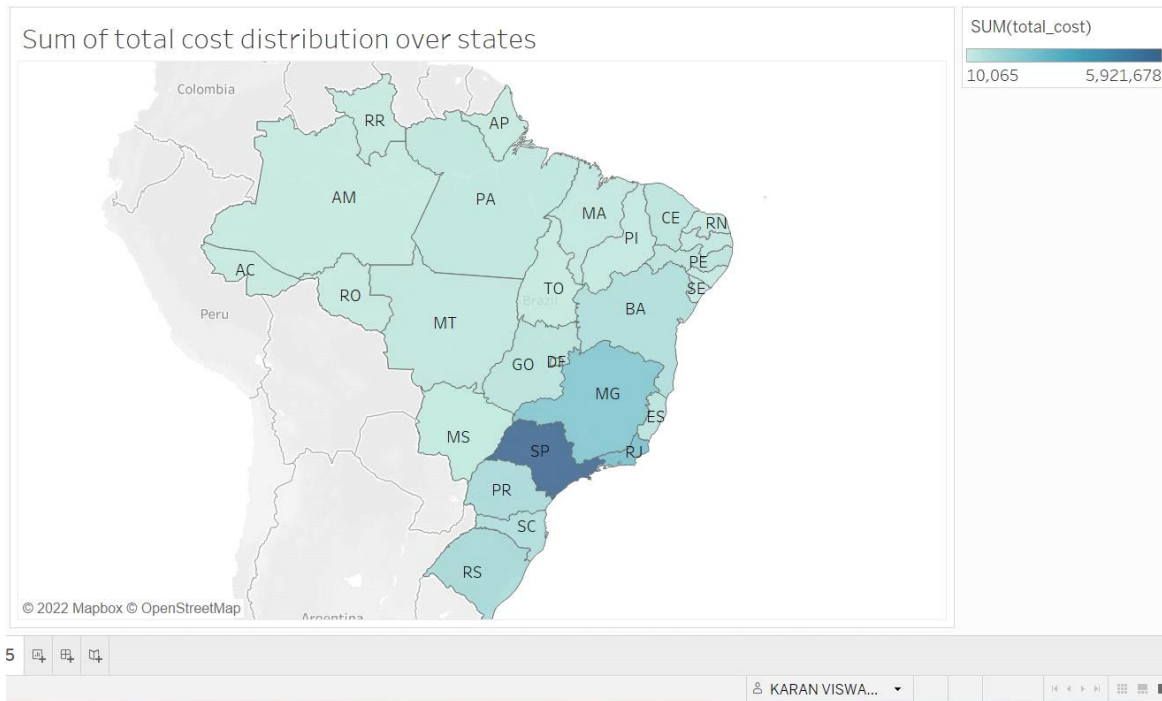 Sum of total cost distribution over states
SUM(total_cost)
10,065 5,921,678
Colombia
RR
AP
AM
PA
MA
CE
RN
PI
PE
AC
SE
RO
TO
Brazil
BA
Peru
MT
GO
DF
MG
ES
MS
SP
RJ
PR
SC
RS
© 2022 Mapbox © OpenStreetMap
Argentina
5
KARAN VISWA...